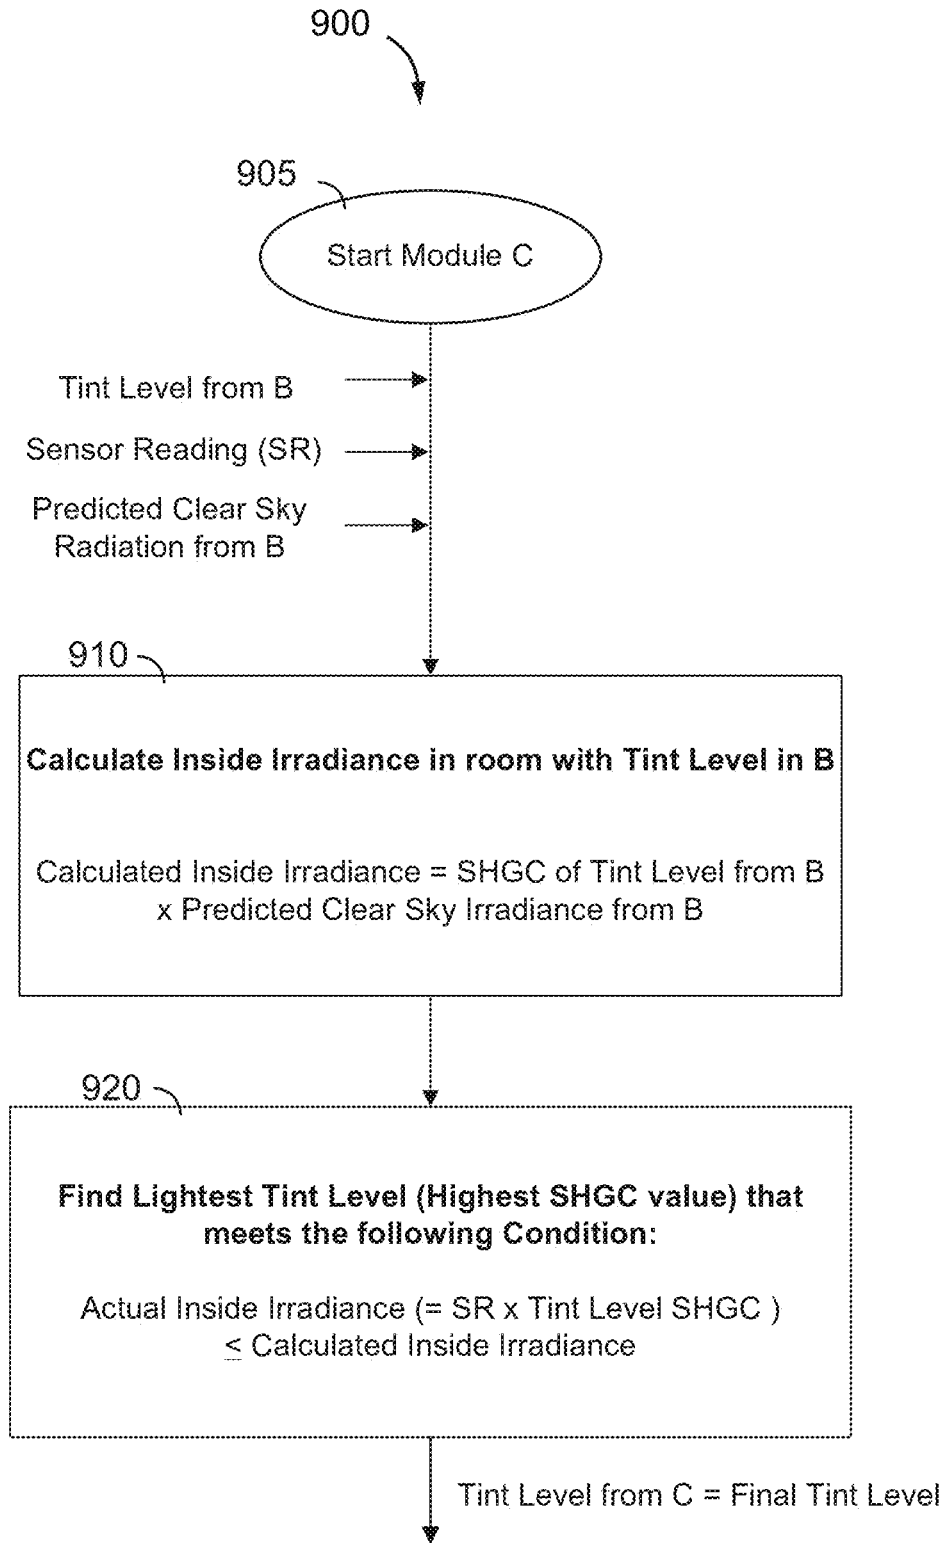 900
905
Start Module C
Tint Level from B
Sensor Reading (SR)
Predicted Clear Sky
Radiation from B
910
Calculate Inside Irradiance in room with Tint Level in B
Calculated Inside Irradiance = SHGC of Tint Level from B
x Predicted Clear Sky Irradiance from B
920
Find Lightest Tint Level (Highest SHGC value) that
meets the following Condition:
Actual Inside Irradiance (= SR x Tint Level SHGC )
≤ Calculated Inside Irradiance
Tint Level from C = Final Tint Level